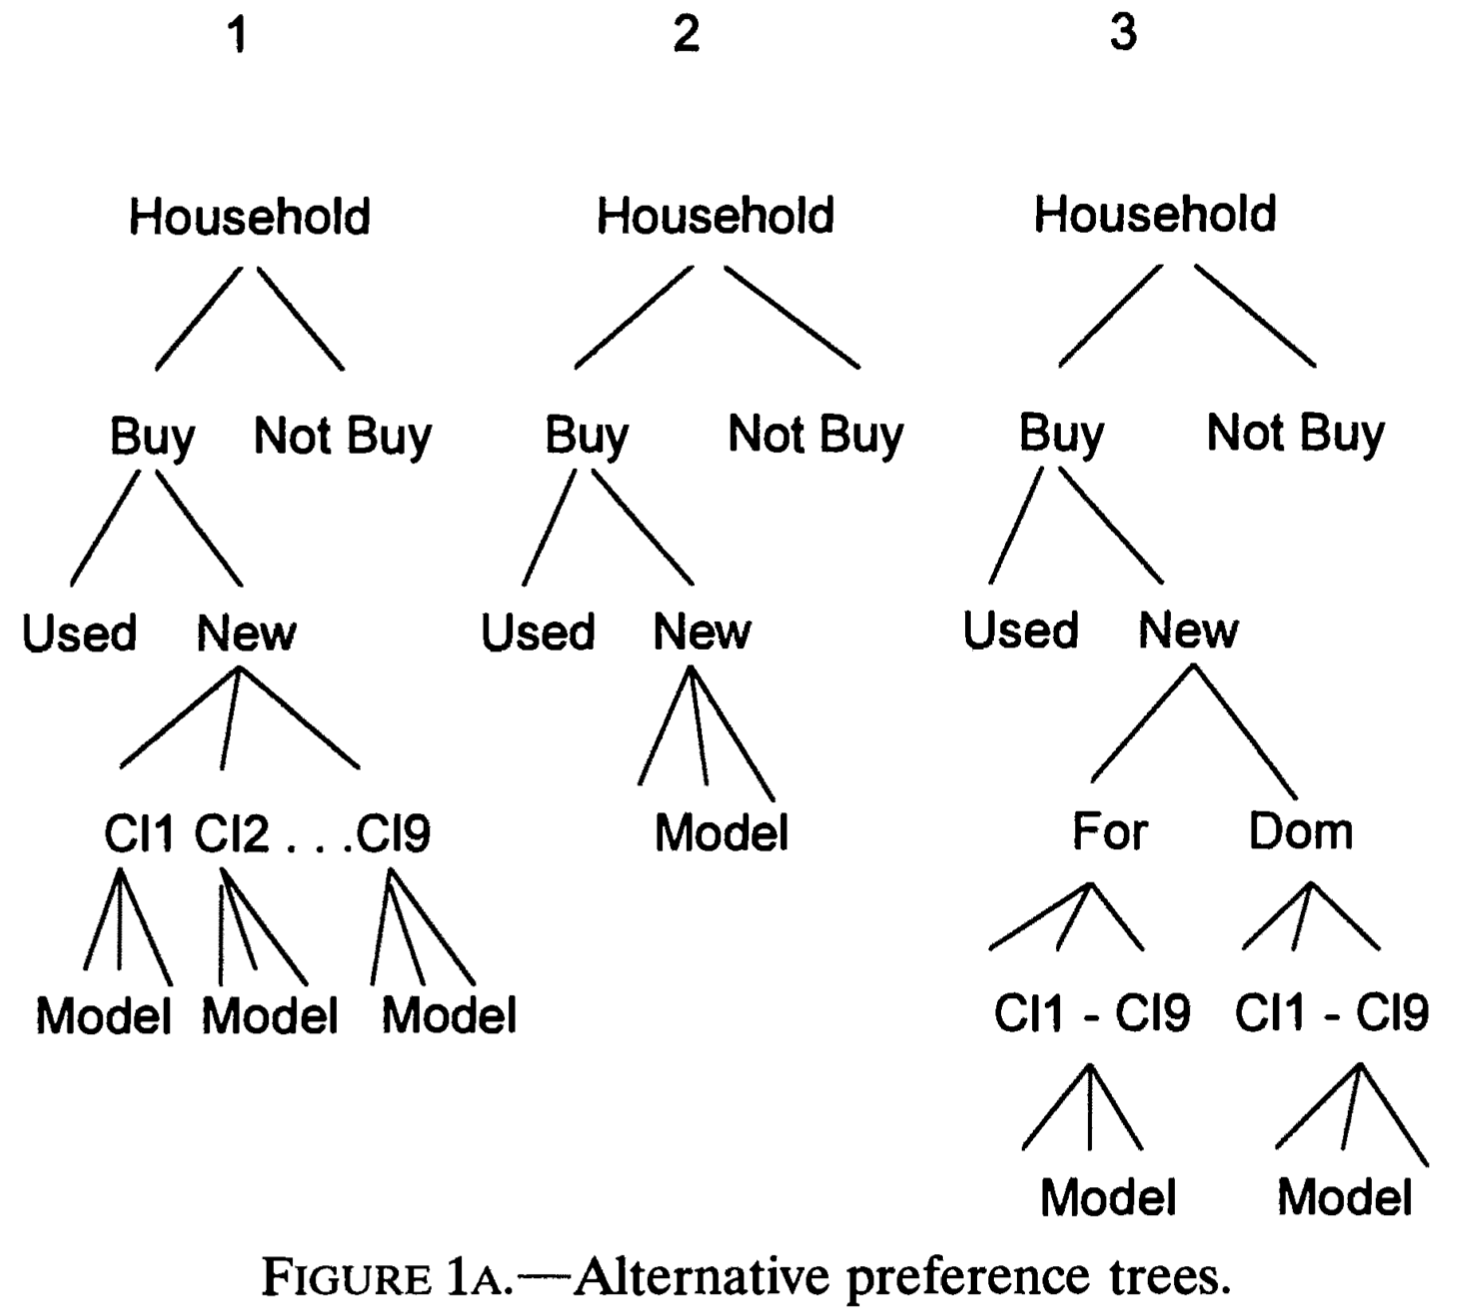 1 2 3
Household Household Household
Buy Not Buy Buy Not Buy Buy Not Buy
Used New Used New Used New
Cl1 Cl2 . . .Cl9 Model For Dom
Model Model Model Cl1 - Cl9 Cl1 - Cl9
Model Model
FIGURE 1A.—Alternative preference trees.